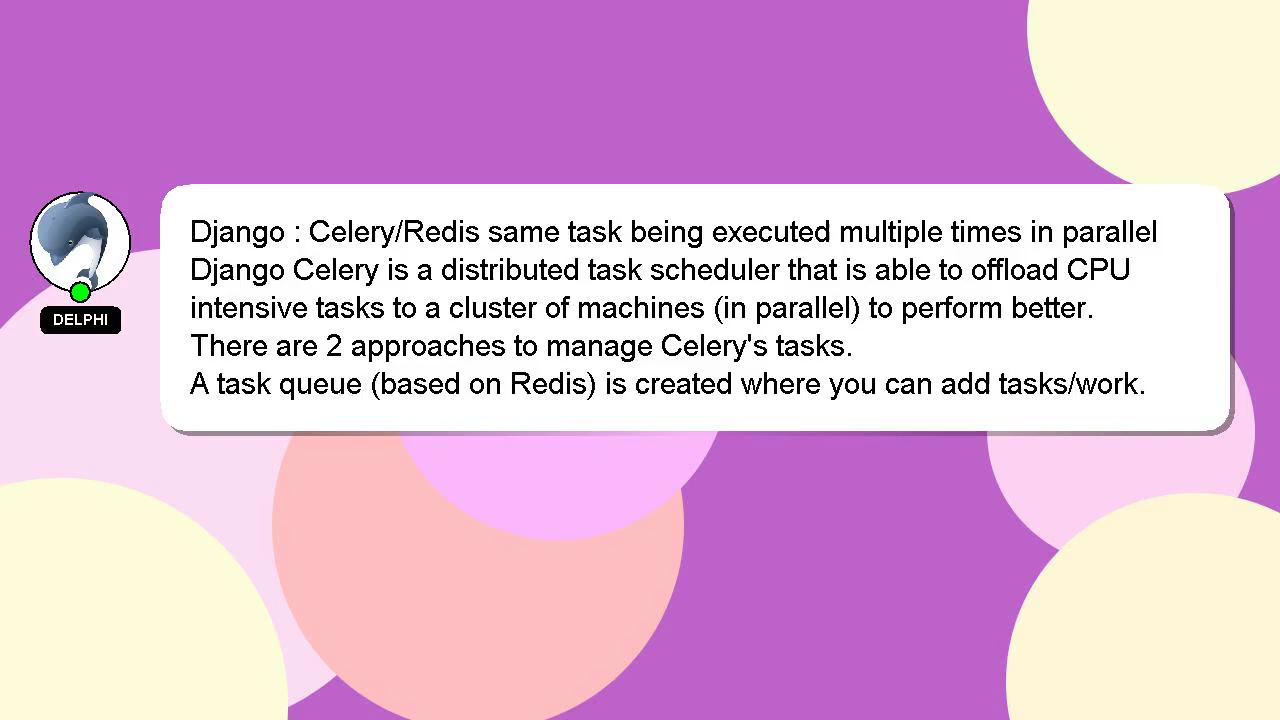 Django : Celery/Redis same task being executed multiple times in parallel
Django Celery is a distributed task scheduler that is able to offload CPU
intensive tasks to a cluster of machines (in parallel) to perform better.
There are 2 approaches to manage Celery's tasks.
A task queue (based on Redis) is created where you can add tasks/work.
DELPHI